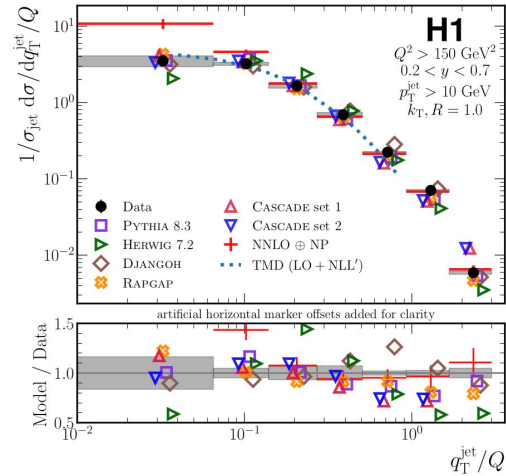 H1
Q² > 150 GeV²
0.2 < y < 0.7
p_T^jet > 10 GeV
k_T, R = 1.0
1/σ_jet dσ/dq_T^jet/Q
10¹
10⁰
10⁻¹
10⁻²
Data
PYTHIA 8.3
HERWIG 7.2
DJANGOH
RAPGAP
CASCADE set 1
CASCADE set 2
NNLO ⊕ NP
TMD (LO + NLL′)
artificial horizontal marker offsets added for clarity
Model / Data
1.5
1.0
0.5
10⁻²
10⁻¹
10⁰
q_T^jet/Q